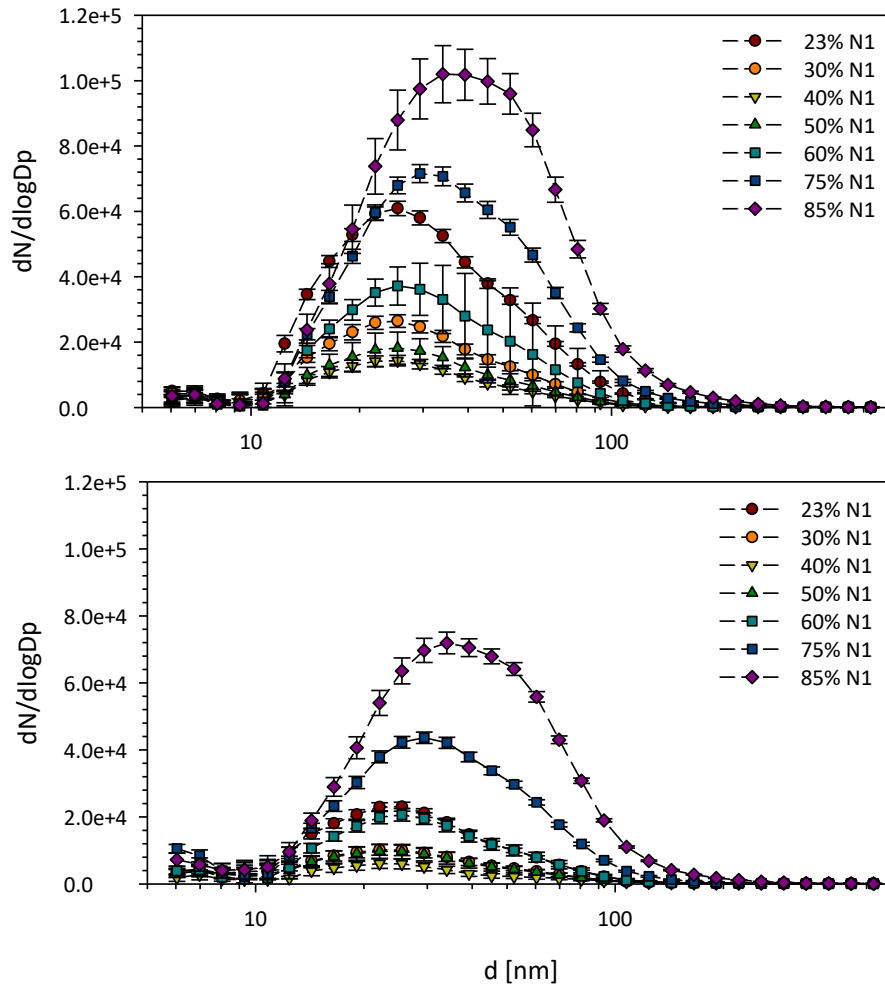 1.2e+5
1.0e+5
8.0e+4
6.0e+4
4.0e+4
2.0e+4
0.0
dN/dlogDp
10
100
23% N1
30% N1
40% N1
50% N1
60% N1
75% N1
85% N1
1.2e+5
1.0e+5
8.0e+4
6.0e+4
4.0e+4
2.0e+4
0.0
dN/dlogDp
10
100
23% N1
30% N1
40% N1
50% N1
60% N1
75% N1
85% N1
d [nm]